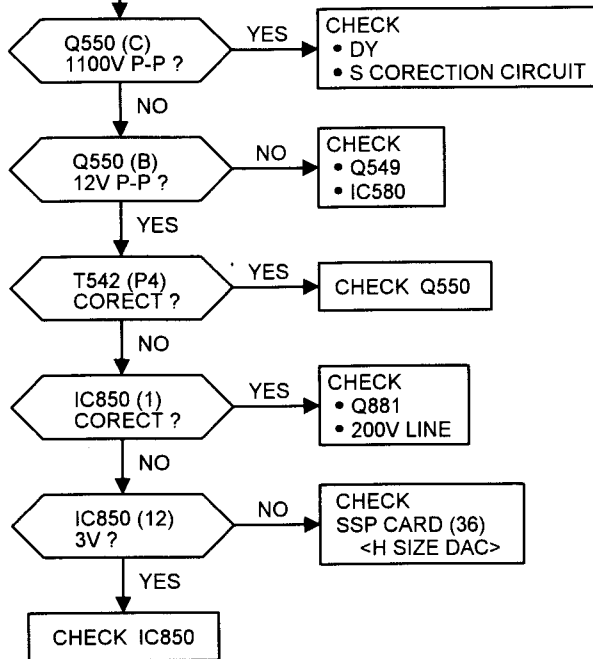 Q550 (C)
1100V P-P ?
YES
CHECK
• DY
• S CORECTION CIRCUIT
NO
Q550 (B)
12V P-P ?
NO
CHECK
• Q549
• IC580
YES
T542 (P4)
CORECT ?
YES
CHECK Q550
NO
IC850 (1)
CORECT ?
YES
CHECK
• Q881
• 200V LINE
NO
IC850 (12)
3V ?
NO
CHECK
SSP CARD (36)
<H SIZE DAC>
YES
CHECK IC850